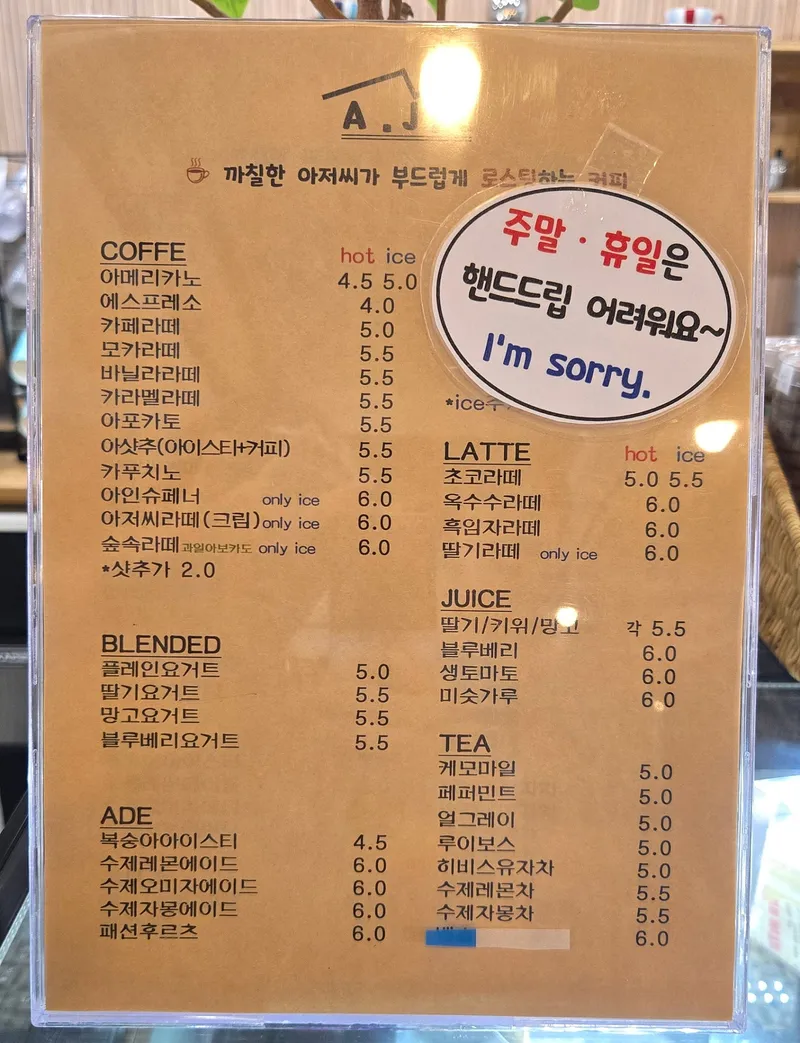 A.J
까칠한 아저씨가 부드럽게 로스팅하는 커피
주말·휴일은
핸드드립 어려워요~
I'm sorry.
*ice
COFFE hot ice
아메리카노 4.5 5.0
에스프레소 4.0
카페라떼 5.0
모카라떼 5.5
바닐라라떼 5.5
카라멜라떼 5.5
아포카토 5.5
아샷추(아이스티+커피) 5.5
카푸치노 5.5
아인슈페너 only ice 6.0
아저씨라떼(크림) only ice 6.0
숲속라떼 과일아보카도 only ice 6.0
*샷추가 2.0
BLENDED
플레인요거트 5.0
딸기요거트 5.5
망고요거트 5.5
블루베리요거트 5.5
ADE
복숭아아이스티 4.5
수제레몬에이드 6.0
수제오미자에이드 6.0
수제자몽에이드 6.0
패션후르츠 6.0
LATTE hot ice
초코라떼 5.0 5.5
옥수수라떼 6.0
흑임자라떼 6.0
딸기라떼 only ice 6.0
JUICE
딸기/키위/망고 각 5.5
블루베리 6.0
생토마토 6.0
미숫가루 6.0
TEA
케모마일 5.0
페퍼민트 5.0
얼그레이 5.0
루이보스 5.0
히비스유자차 5.0
수제레몬차 5.5
수제자몽차 5.5
6.0